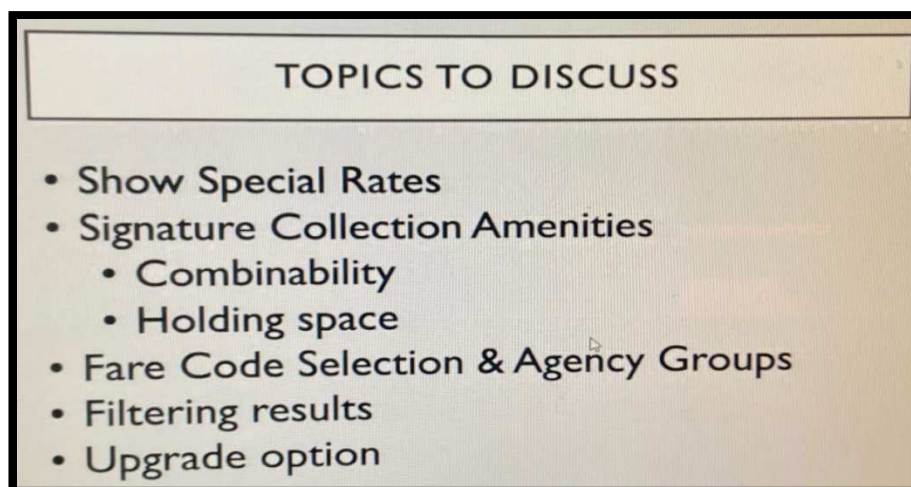 TOPICS TO DISCUSS
• Show Special Rates
• Signature Collection Amenities
• Combinability
• Holding space
• Fare Code Selection & Agency Groups
• Filtering results
• Upgrade option